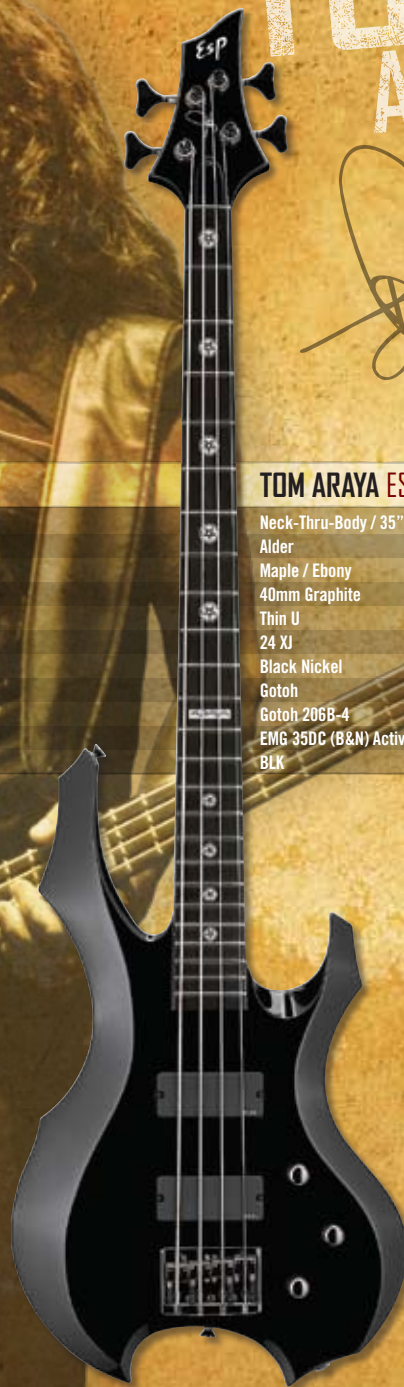 ESP
TOM ARAYA
Neck-Thru-Body / 35”
Alder
Maple / Ebony
40mm Graphite
Thin U
24 XJ
Black Nickel
Gotoh
Gotoh 206B-4
EMG 35DC (B&N)
BLK